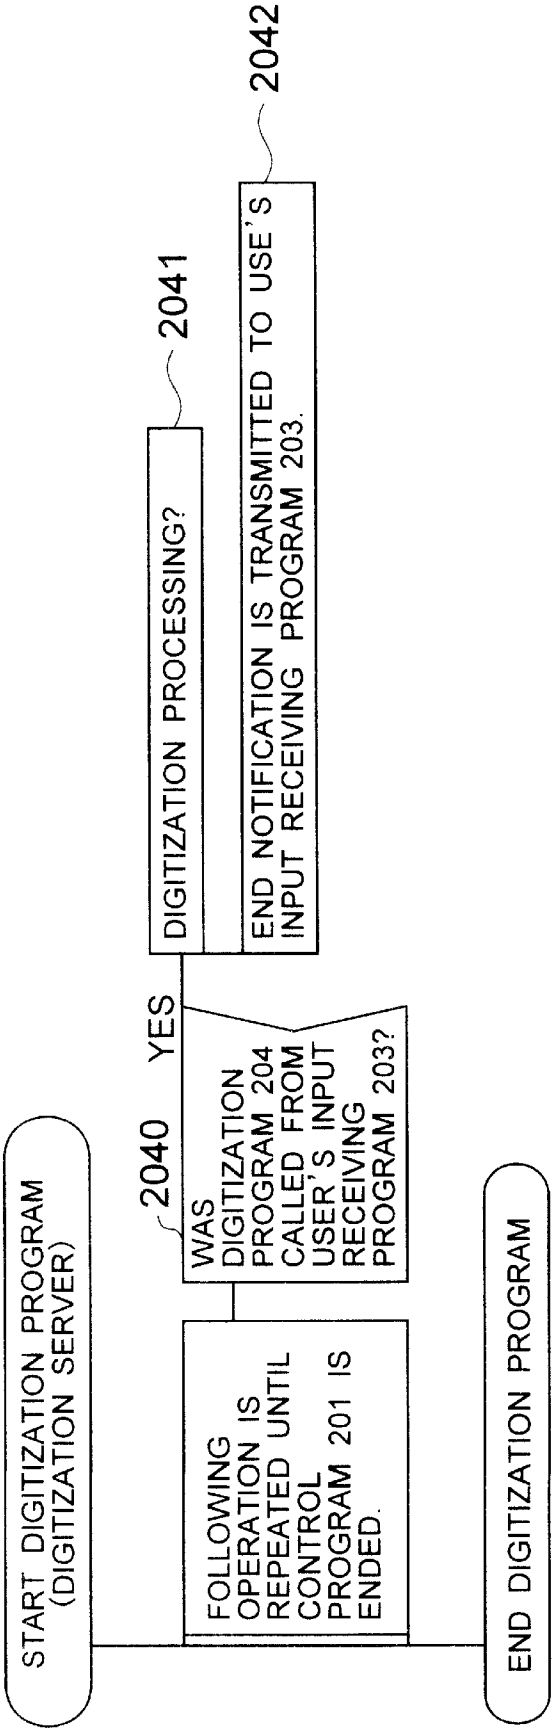 START DIGITIZATION PROGRAM
(DIGITIZATION SERVER)
FOLLOWING
OPERATION IS
REPEATED UNTIL
CONTROL
PROGRAM 201 IS
ENDED.
2040
WAS
DIGITIZATION
PROGRAM 204
CALLED FROM
USER'S INPUT
RECEIVING
PROGRAM 203?
YES
DIGITIZATION PROCESSING?
2041
END NOTIFICATION IS TRANSMITTED TO USE'S
INPUT RECEIVING PROGRAM 203.
2042
END DIGITIZATION PROGRAM